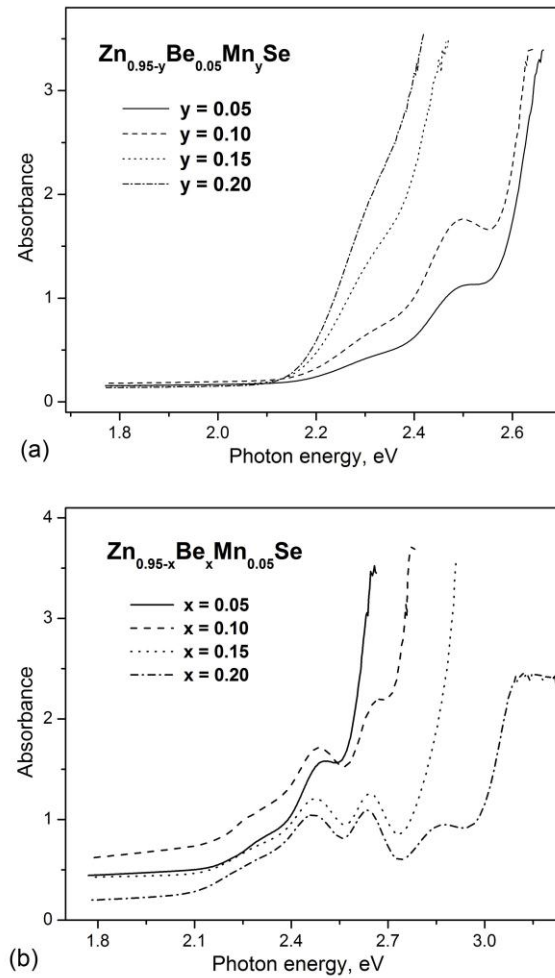 Zn0.95-yBe0.05MnySe
y = 0.05
y = 0.10
y = 0.15
y = 0.20
Absorbance
3
2
1
0
1.8 2.0 2.2 2.4 2.6
Photon energy, eV
(a)
Zn0.95-xBexMn0.05Se
x = 0.05
x = 0.10
x = 0.15
x = 0.20
Absorbance
4
3
2
1
0
1.8 2.1 2.4 2.7 3.0
Photon energy, eV
(b)